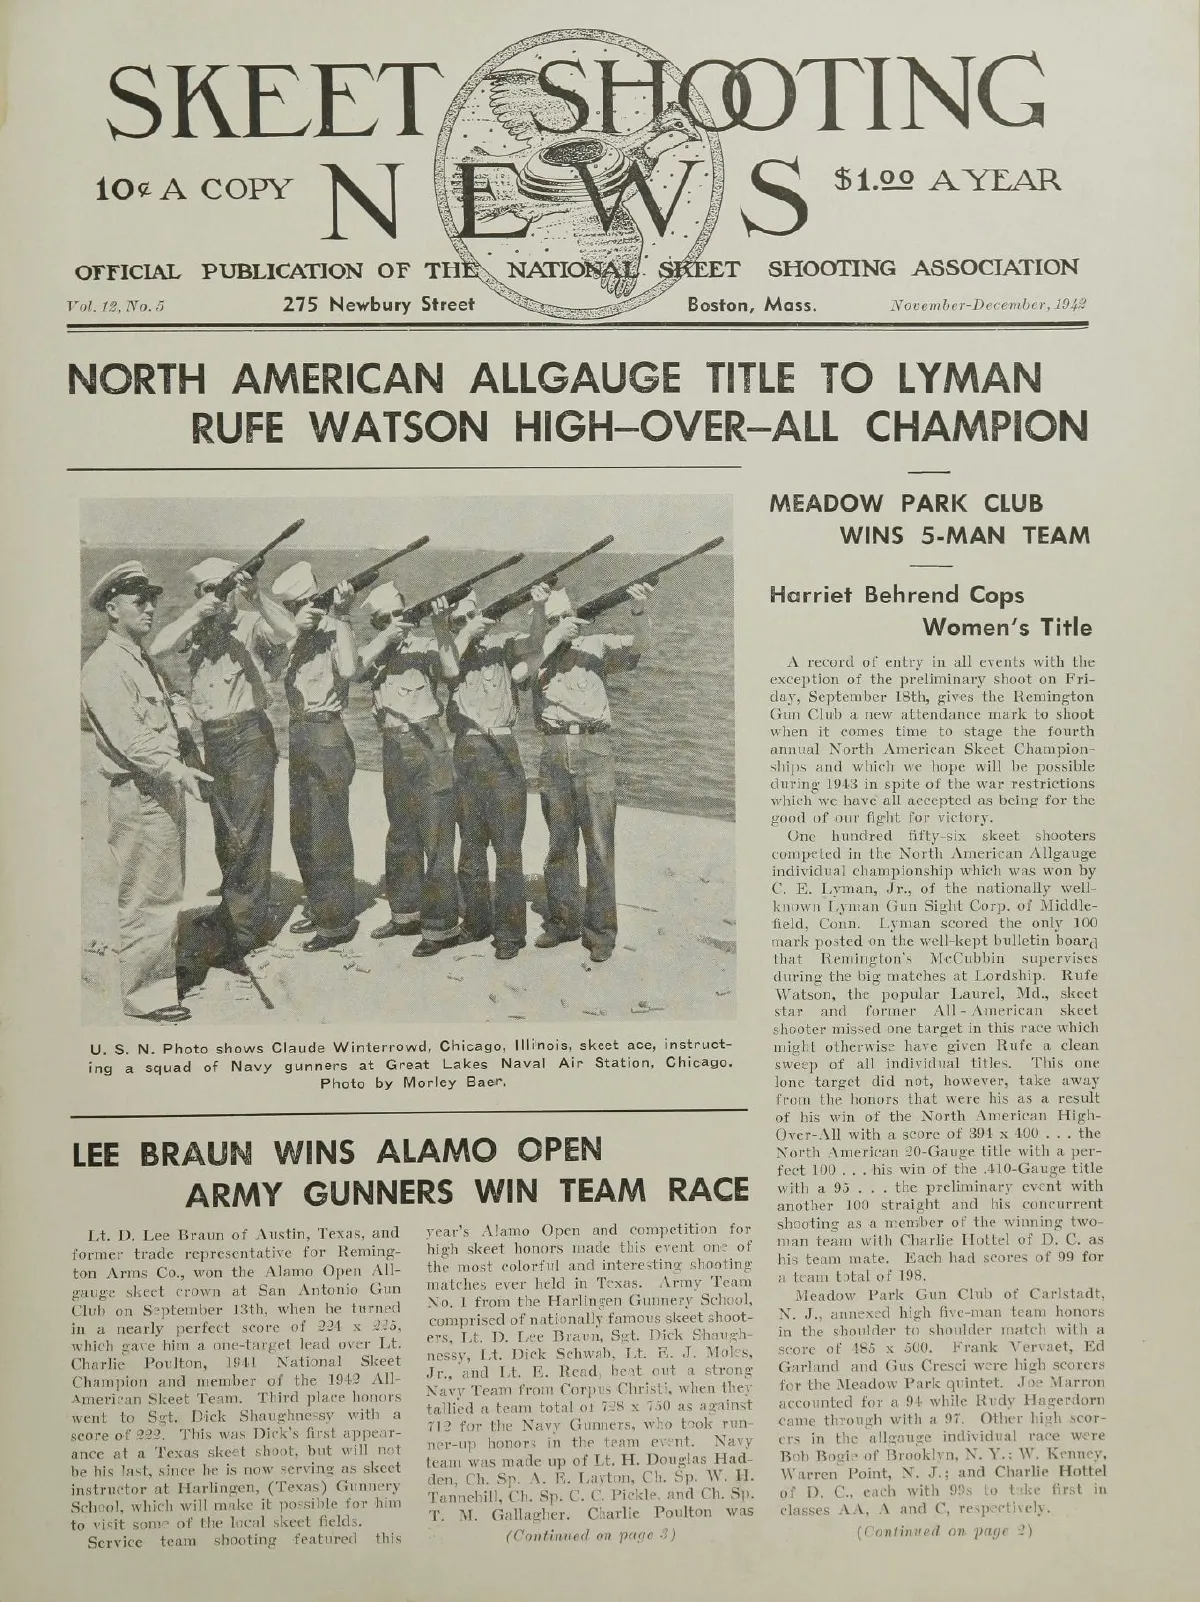 SKEET SHOOTING
10¢ A COPY NEWS $1.00 A YEAR
OFFICIAL PUBLICATION OF THE NATIONAL SKEET SHOOTING ASSOCIATION
Vol. 12, No. 5 275 Newbury Street Boston, Mass. November-December, 1942
NORTH AMERICAN ALLGAUGE TITLE TO LYMAN
RUFE WATSON HIGH—OVER—ALL CHAMPION
U. S. N. Photo shows Claude Winterrowd, Chicago, Illinois, skeet ace, instruct-
ing a squad of Navy gunners at Great Lakes Naval Air Station, Chicago.
Photo by Morley Baer.
LEE BRAUN WINS ALAMO OPEN
ARMY GUNNERS WIN TEAM RACE
Lt. D. Lee Braun of Austin, Texas, and
former trade representative for Reming-
ton Arms Co., won the Alamo Open All-
gauge skeet crown at San Antonio Gun
Club on September 13th, when he turned
in a nearly perfect score of 224 x 225,
which gave him a one-target lead over Lt.
Charlie Poulton, 1941 National Skeet
Champion and member of the 1942 All-
American Skeet Team. Third place honors
went to Sgt. Dick Shaughnessy with a
score of 222. This was Dick's first appear-
ance at a Texas skeet shoot, but will not
be his last, since he is now serving as skeet
instructor at Harlingen, (Texas) Gunnery
School, which will make it possible for him
to visit some of the local skeet fields.
Service team shooting featured this
year's Alamo Open and competition for
high skeet honors made this event one of
the most colorful and interesting shooting
matches ever held in Texas. Army Team
No. 1 from the Harlingen Gunnery School,
comprised of nationally famous skeet shoot-
ers, Lt. D. Lee Braun, Sgt. Dick Shaugh-
nessy, Lt. Dick Schwab, Lt. E. J. Moles,
Jr., and Lt. E. Read, beat out a strong
Navy Team from Corpus Christi, when they
tallied a team total of 728 x 750 as against
712 for the Navy Gunners, who took run-
ner-up honors in the team event. Navy
team was made up of Lt. H. Douglas Had-
den, Ch. Sp. A. E. Layton, Ch. Sp. W. H.
Tannehill, Ch. Sp. C. C. Pickle, and Ch. Sp.
T. M. Gallagher. Charlie Poulton was
(Continued on page 3)
MEADOW PARK CLUB
WINS 5-MAN TEAM
Harriet Behrend Cops
Women's Title
A record of entry in all events with the
exception of the preliminary shoot on Fri-
day, September 18th, gives the Remington
Gun Club a new attendance mark to shoot
when it comes time to stage the fourth
annual North American Skeet Champion-
ships and which we hope will be possible
during 1943 in spite of the war restrictions
which we have all accepted as being for the
good of our fight for victory.
One hundred fifty-six skeet shooters
competed in the North American Allgauge
individual championship which was won by
C. E. Lyman, Jr., of the nationally well-
known Lyman Gun Sight Corp. of Middle-
field, Conn. Lyman scored the only 100
mark posted on the well-kept bulletin board
that Remington's McCubbin supervises
during the big matches at Lordship. Rufe
Watson, the popular Laurel, Md., skeet
star and former All-American skeet
shooter missed one target in this race which
might otherwise have given Rufe a clean
sweep of all individual titles. This one
lone target did not, however, take away
from the honors that were his as a result
of his win of the North American High-
Over-All with a score of 394 x 400 . . . the
North American 20-Gauge title with a per-
fect 100 . . . his win of the .410-Gauge title
with a 95 . . . the preliminary event with
another 100 straight and his concurrent
shooting as a member of the winning two-
man team with Charlie Hottel of D. C. as
his team mate. Each had scores of 99 for
a team total of 198.
Meadow Park Gun Club of Carlstadt,
N. J., annexed high five-man team honors
in the shoulder to shoulder match with a
score of 485 x 500. Frank Vervaet, Ed
Garland and Gus Cresci were high scorers
for the Meadow Park quintet. Joe Marron
accounted for a 94 while Rudy Hagerdorn
came through with a 97. Other high scor-
ers in the allgauge individual race were
Bob Bogie of Brooklyn, N. Y.; W. Kenney,
Warren Point, N. J.; and Charlie Hottel
of D. C., each with 99s to take first in
classes AA, A and C, respectively.
(Continued on page 2)